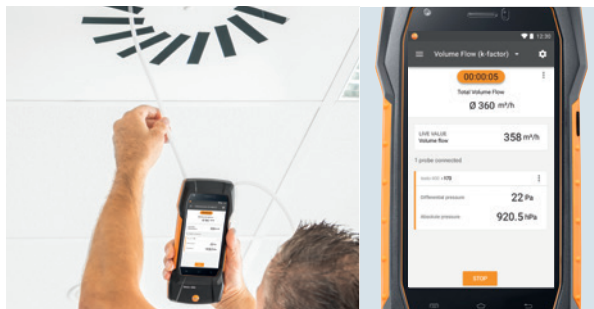 12:30
Volume Flow (k-factor)
00:00:05
Total Volume Flow
Ø 360 m³/h
LIVE VALUE
Volume flow
358 m³/h
1 probe connected
Differential pressure
22 Pa
Absolute pressure
920.5 hPa
STOP